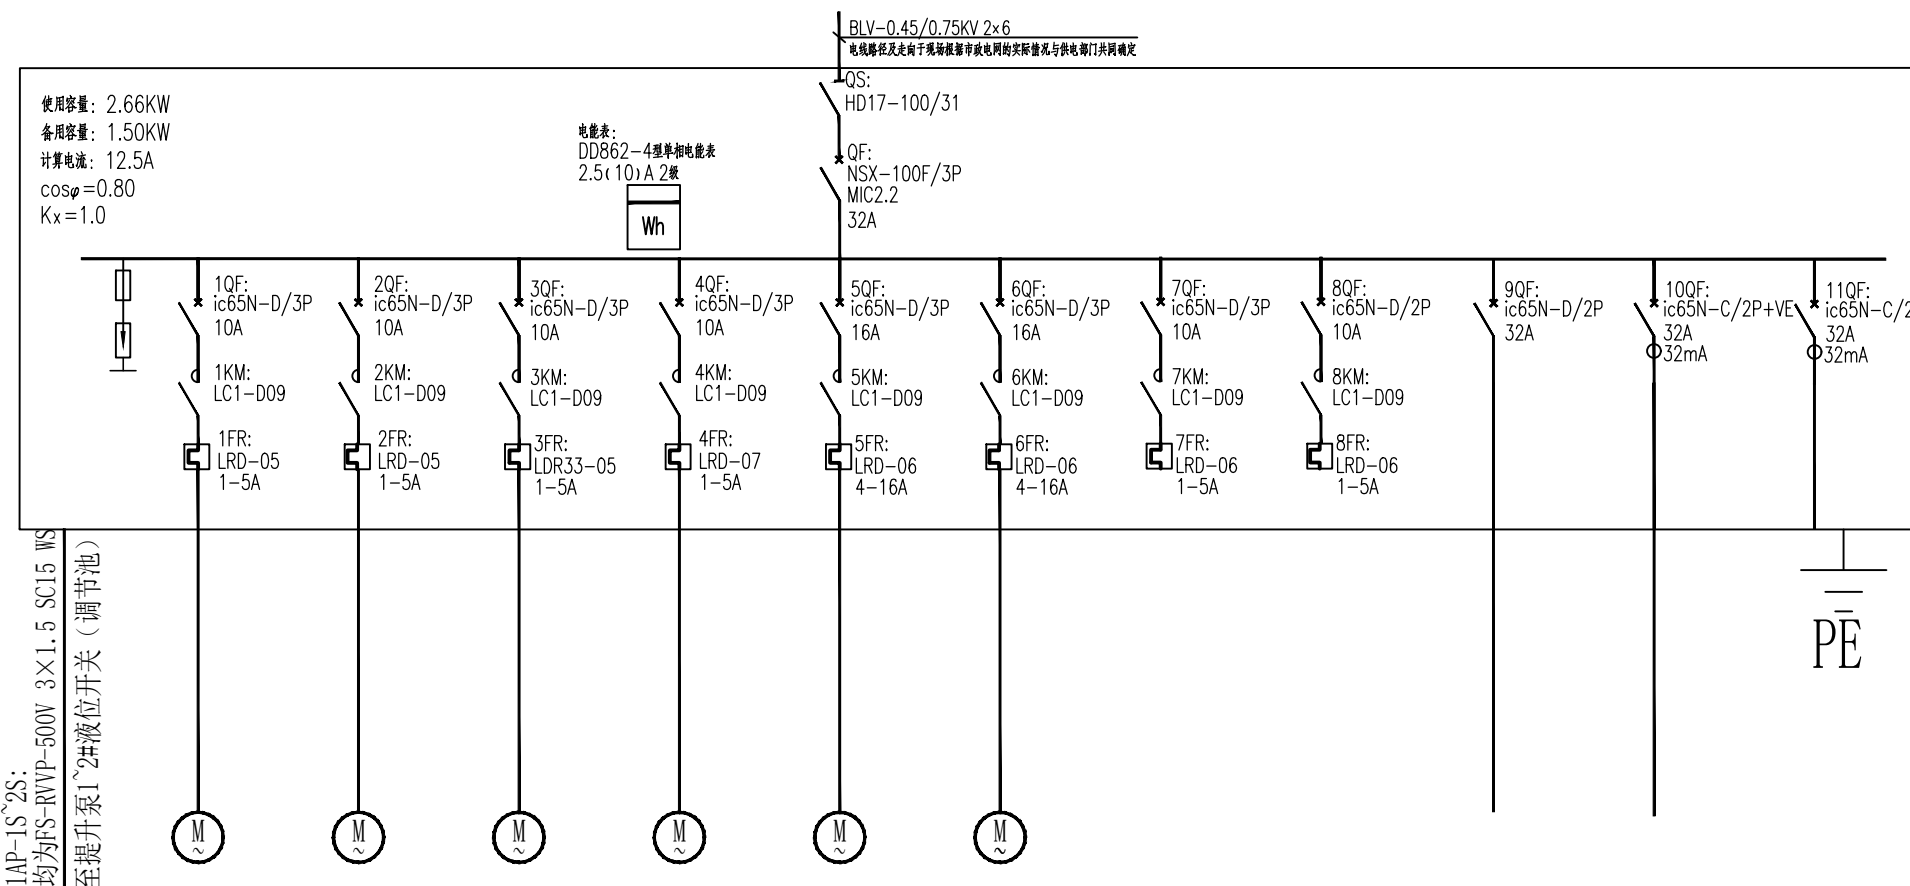 BLV-0.45/0.75KV 2×6
电线路径及走向于现场根据市政电网的实际情况与供电部门共同确定
QS:
HD17-100/31
使用容量: 2.66KW
备用容量: 1.50KW
计算电流: 12.5A
cosφ=0.80
Kx=1.0
电能表:
DD862-4型单相电能表
2.5(10)A 2级
Wh
QF:
NSX-100F/3P
MIC2.2
32A
1QF:
ic65N-D/3P
10A
2QF:
ic65N-D/3P
10A
3QF:
ic65N-D/3P
10A
4QF:
ic65N-D/3P
10A
5QF:
ic65N-D/3P
16A
6QF:
ic65N-D/3P
16A
7QF:
ic65N-D/3P
10A
8QF:
ic65N-D/2P
10A
9QF:
ic65N-D/2P
32A
10QF:
ic65N-C/2P+VE
32A
32mA
11QF:
ic65N-C/2
32A
32mA
1KM:
LC1-D09
2KM:
LC1-D09
3KM:
LC1-D09
4KM:
LC1-D09
5KM:
LC1-D09
6KM:
LC1-D09
7KM:
LC1-D09
8KM:
LC1-D09
1FR:
LRD-05
1-5A
2FR:
LRD-05
1-5A
3FR:
LDR33-05
1-5A
4FR:
LRD-07
1-5A
5FR:
LRD-06
4-16A
6FR:
LRD-06
4-16A
7FR:
LRD-06
1-5A
8FR:
LRD-06
1-5A
1AP-1S~2S:
均为FS-RVVP-500V 3×1.5 SC15 WS
至提升泵1~2#液位开关（调节池）
PE
M
~
M
~
M
~
M
~
M
~
M
~